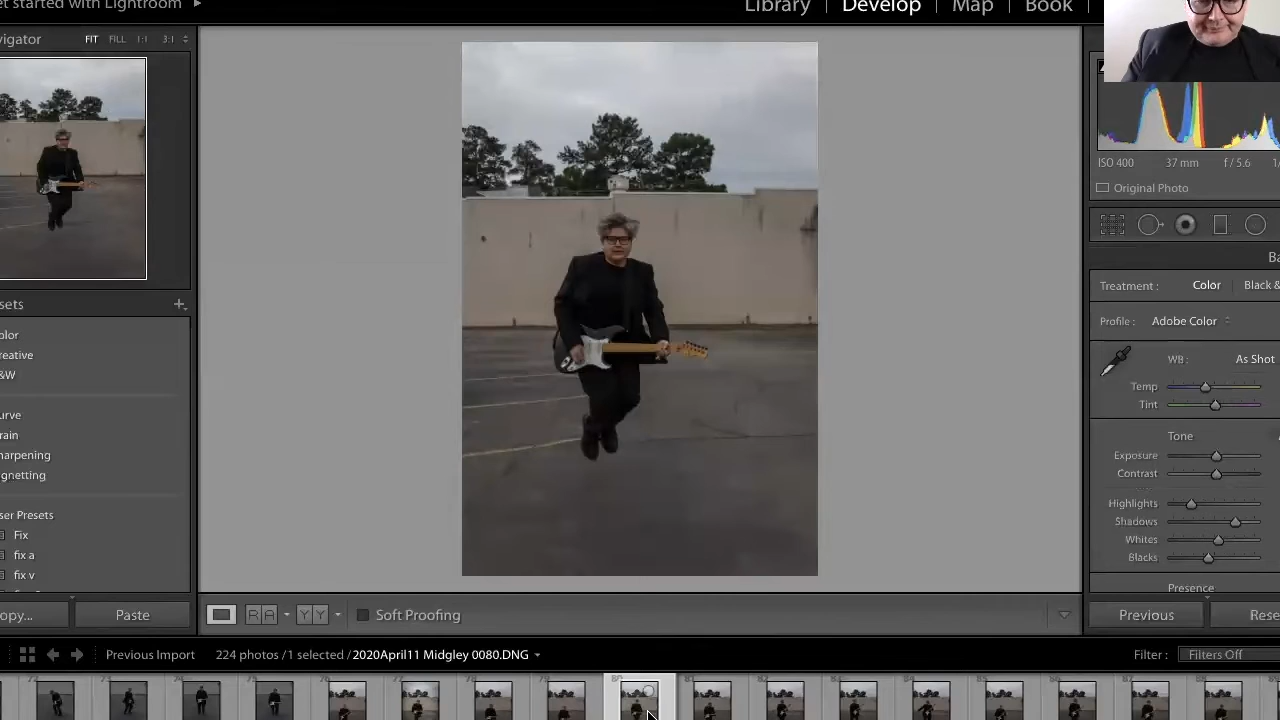 et started with Lightroom
Library | Develop | Map | Book |
vigator FIT FILL 1:1 3:1
ISO 400 37 mm f / 5.6
Original Photo
Treatment : Color Black &
Profile : Adobe Color
WB : As Shot
Temp
Tint
Tone
Exposure
Contrast
Highlights
Shadows
Whites
Blacks
Presence
sets +
olor
reative
&W
urve
rain
harpening
gnetting
ser Presets
Fix
fix a
fix v
opy... Paste
R A Y Y Soft Proofing
Previous Rese
Previous Import 224 photos / 1 selected / 2020April11 Midgley 0080.DNG
Filter : Filters Off